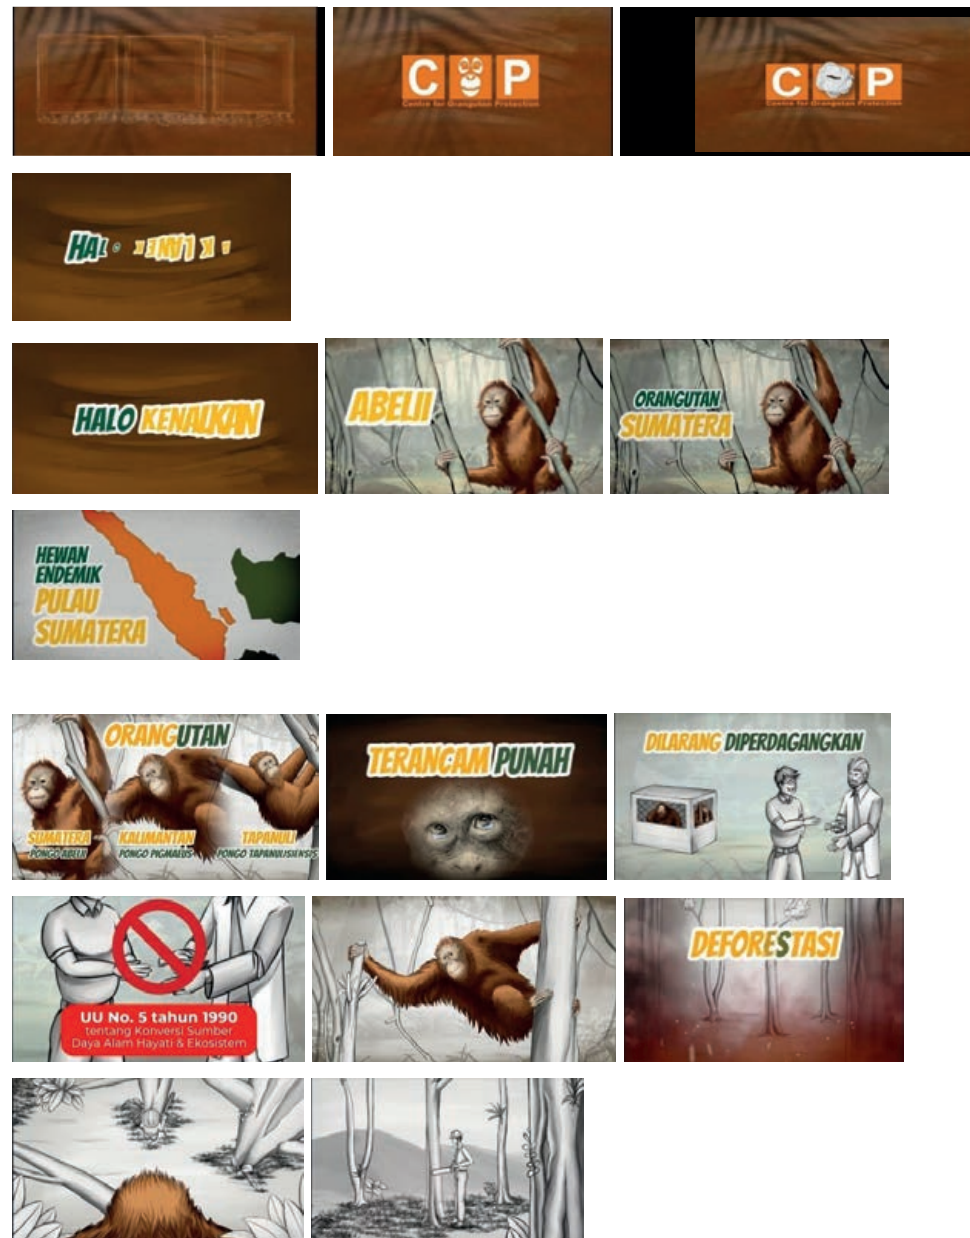 C P
Centre for Orangutan Protection
C P
Centre for Orangutan Protection
HALO KENALKAN
ABELII
ORANGUTAN
SUMATERA
HEWAN
ENDEMIK
PULAU
SUMATERA
ORANGUTAN
SUMATERA KALIMANTAN TAPANULI
PONGO ABELII PONGO PIGMAEUS PONGO TAPANULISIENSIS
TERANCAM PUNAH
DILARANG DIPERDAGANGKAN
UU No. 5 tahun 1990
tentang Konversi Sumber
Daya Alam Hayati & Ekosistem
DEFORESTASI